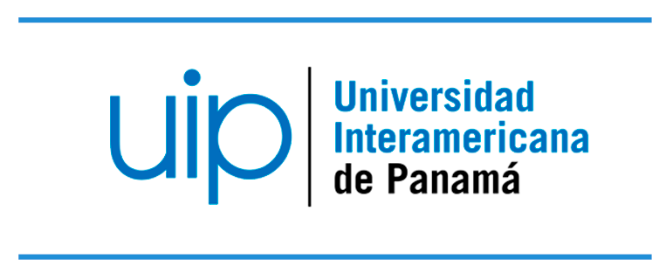 uip
Universidad
Interamericana
de Panamá